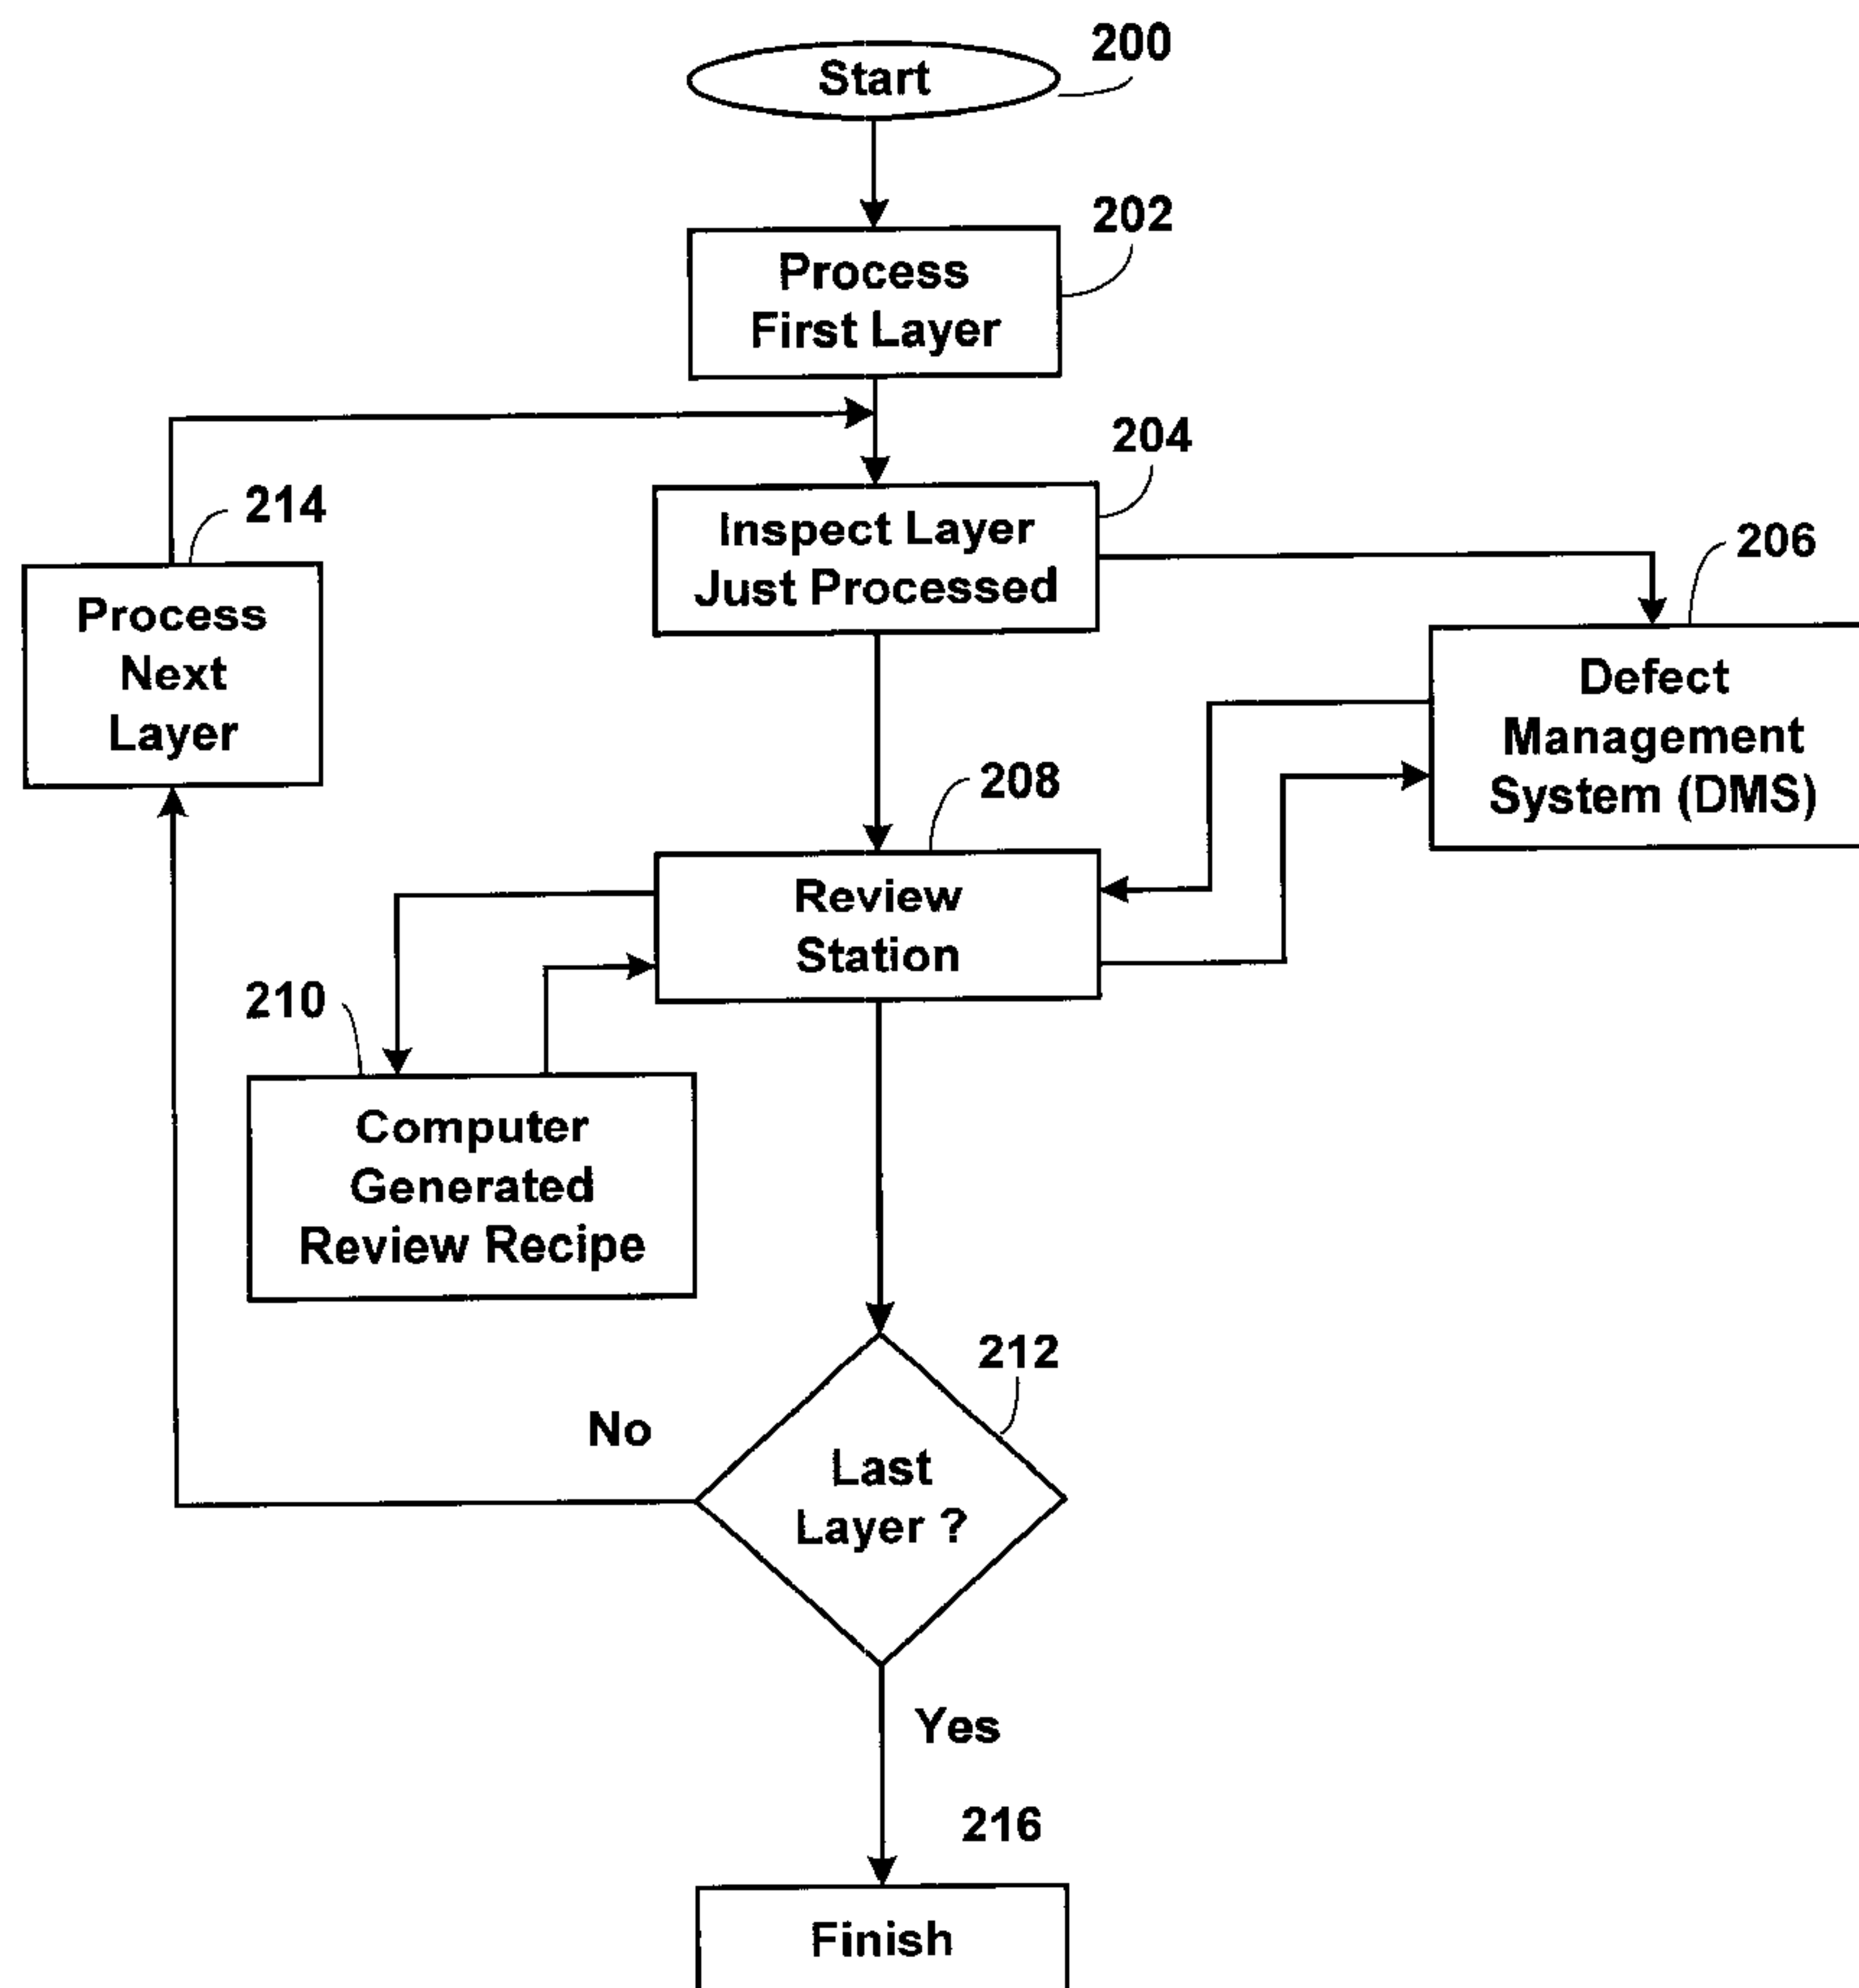 200
Start
202
Process
First Layer
204
Inspect Layer
Just Processed
214
Process
Next
Layer
206
Defect
Management
System (DMS)
208
Review
Station
210
Computer
Generated
Review Recipe
212
Last
Layer ?
No
Yes
216
Finish